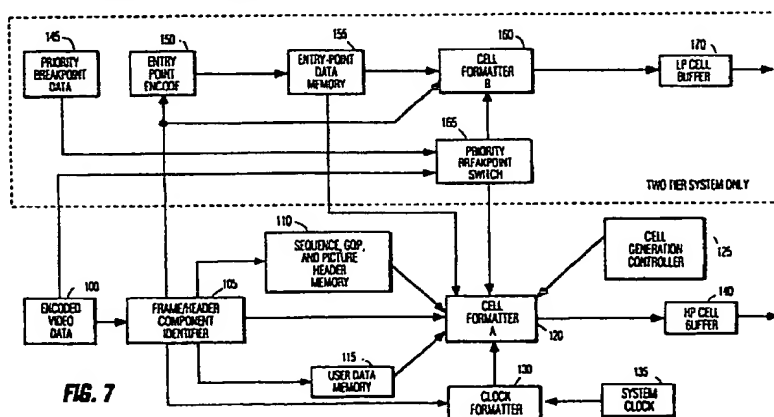 145
PRIORITY
BREAKPOINT
DATA
150
ENTRY
POINT
ENCODE
155
ENTRY-POINT
DATA
MEMORY
160
CELL
FORMATTER
B
170
LP CELL
BUFFER
165
PRIORITY
BREAKPOINT
SWITCH
TWO TIER SYSTEM ONLY
110
SEQUENCE, GOP,
AND PICTURE
HEADER MEMORY
CELL
GENERATION
CONTROLLER
125
100
ENCODED
VIDEO
DATA
105
FRAME/HEADER
COMPONENT
IDENTIFIER
CELL
FORMATTER
A
120
140
HP CELL
BUFFER
115
USER DATA
MEMORY
130
CLOCK
FORMATTER
135
SYSTEM
CLOCK
FIG. 7